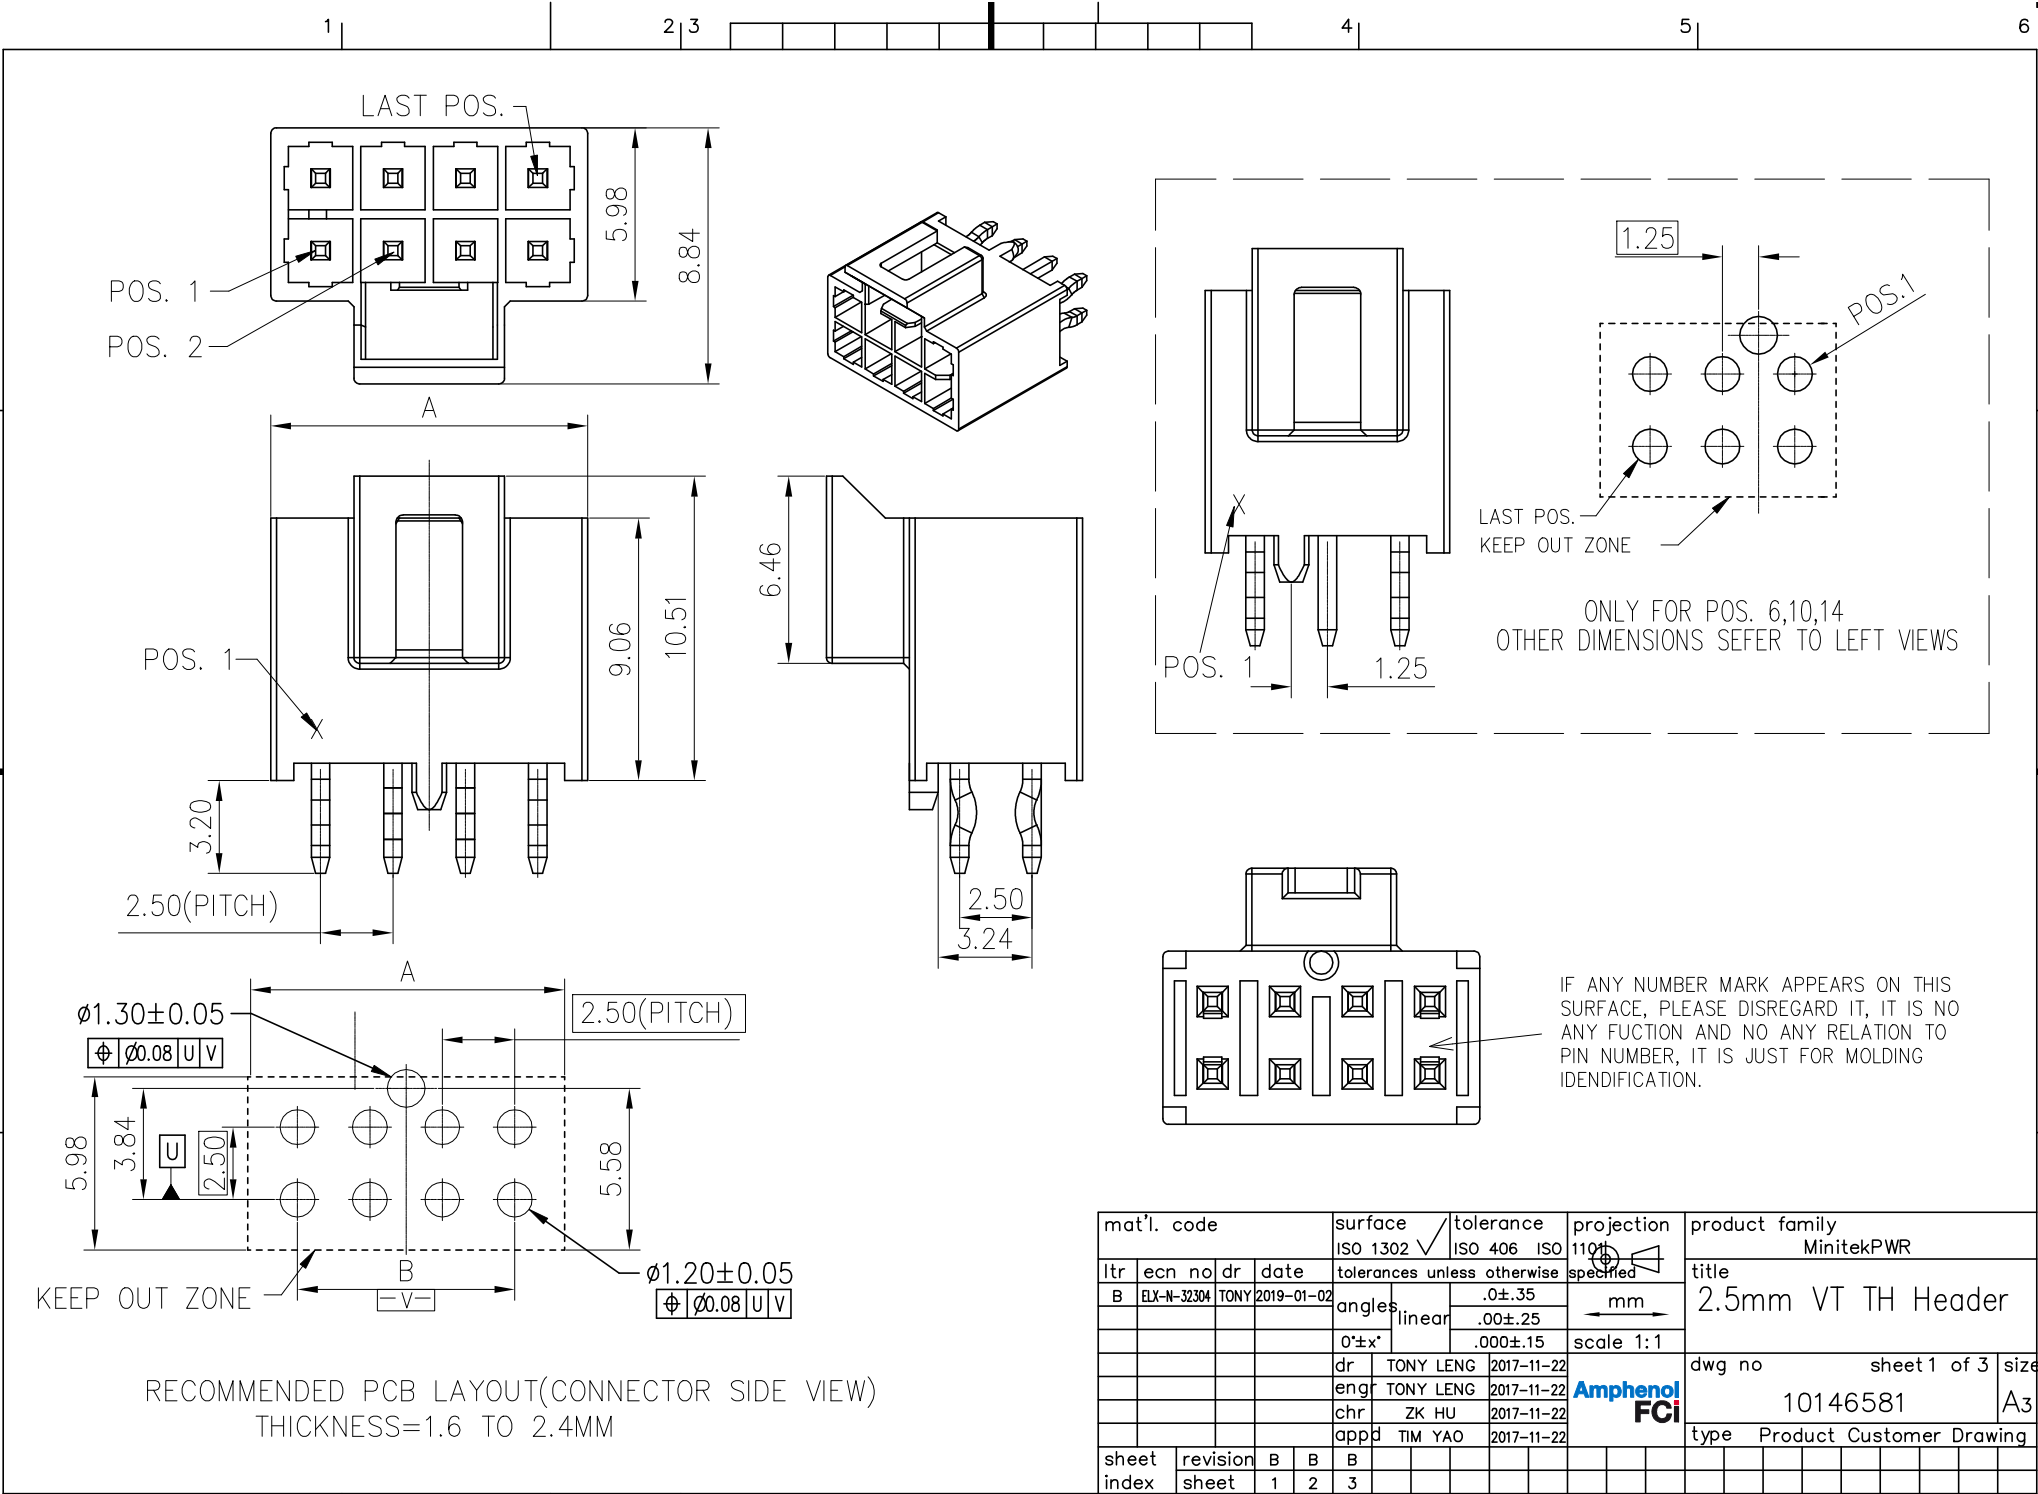 1 2 3 4 5 6
LAST POS.
POS. 1
POS. 2
5.98
8.84
A
POS. 1
6.46
9.06
10.51
3.20
2.50(PITCH)
2.50
3.24
1.25
POS.1
LAST POS.
KEEP OUT ZONE
ONLY FOR POS. 6,10,14
OTHER DIMENSIONS SEFER TO LEFT VIEWS
POS. 1
1.25
A
ø1.30±0.05
ø0.08 U V
2.50(PITCH)
5.98
3.84
U
2.50
5.58
B
V
KEEP OUT ZONE
ø1.20±0.05
ø0.08 U V
RECOMMENDED PCB LAYOUT(CONNECTOR SIDE VIEW)
THICKNESS=1.6 TO 2.4MM
IF ANY NUMBER MARK APPEARS ON THIS
SURFACE, PLEASE DISREGARD IT, IT IS NO
ANY FUCTION AND NO ANY RELATION TO
PIN NUMBER, IT IS JUST FOR MOLDING
IDENDIFICATION.
mat'l. code
surface
ISO 1302
tolerance
ISO 406 ISO 1101
projection
product family
MinitekPWR
ltr ecn no dr date
B ELX-N-32304 TONY 2019-01-02
tolerances unless otherwise specified
angles
0°±x°
linear
.0±.35
.00±.25
.000±.15
mm
scale 1:1
title
2.5mm VT TH Header
dr TONY LENG 2017-11-22
engr TONY LENG 2017-11-22
chr ZK HU 2017-11-22
appd TIM YAO 2017-11-22
Amphenol
FCi
dwg no
sheet 1 of 3
size
10146581
A3
type Product Customer Drawing
sheet index
revision B B B
sheet 1 2 3